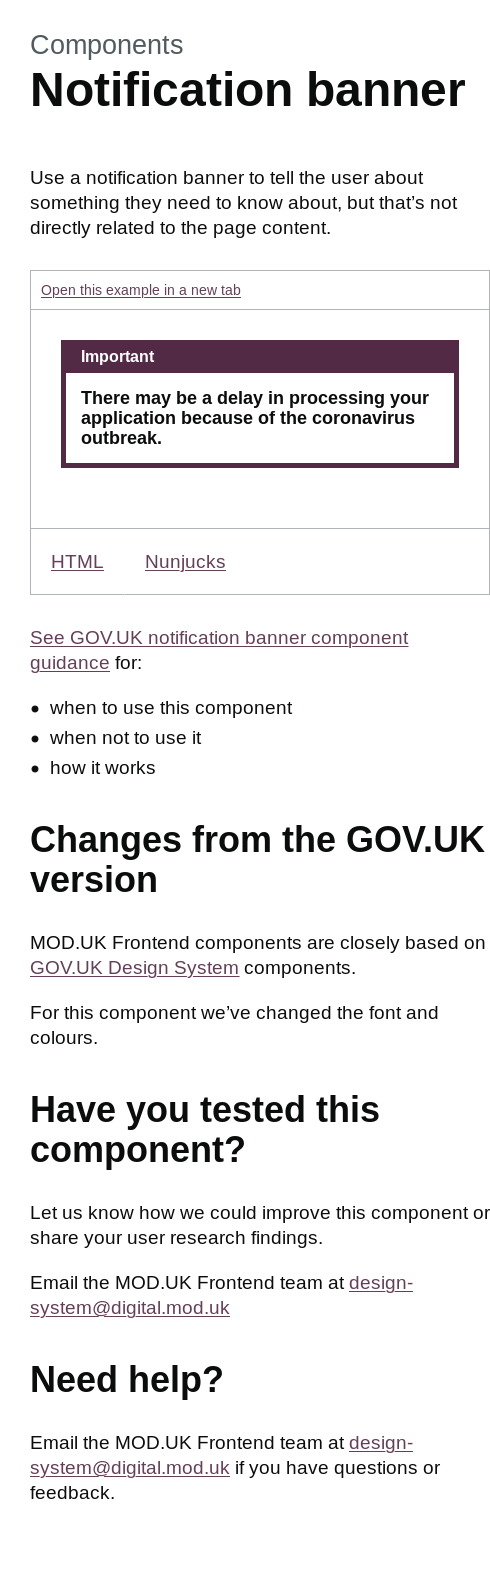 Components
Notification banner
Use a notification banner to tell the user about
something they need to know about, but that’s not
directly related to the page content.
Open this example in a new tab
Important
There may be a delay in processing your
application because of the coronavirus
outbreak.
HTML Nunjucks
See GOV.UK notification banner component
guidance for:
• when to use this component
• when not to use it
• how it works
Changes from the GOV.UK
version
MOD.UK Frontend components are closely based on
GOV.UK Design System components.
For this component we’ve changed the font and
colours.
Have you tested this
component?
Let us know how we could improve this component or
share your user research findings.
Email the MOD.UK Frontend team at design-
system@digital.mod.uk
Need help?
Email the MOD.UK Frontend team at design-
system@digital.mod.uk if you have questions or
feedback.